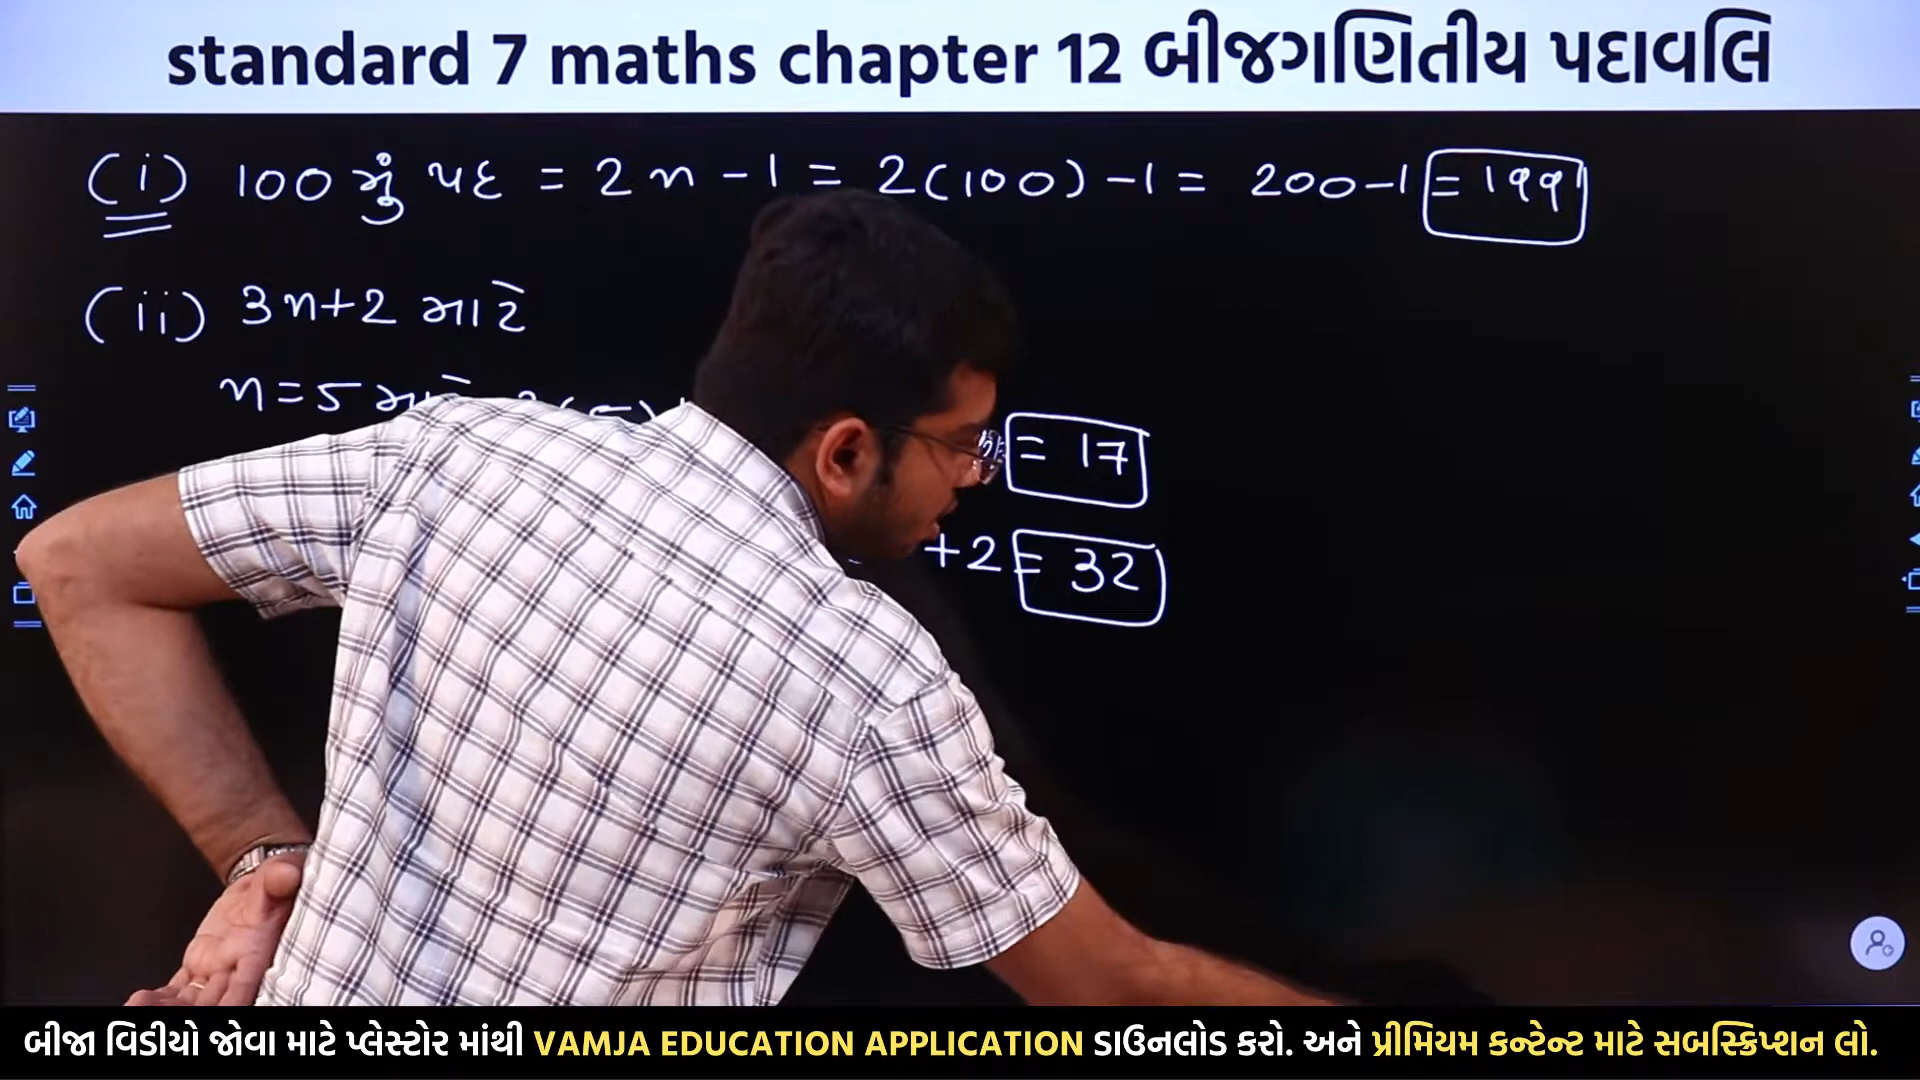 standard 7 maths chapter 12 બીજગણિતીય પદાવલિ
(i) 100 મું પદ = 2n - 1 = 2(100) - 1 = 200 - 1 = 199
(ii) 3n+2 માટે
n = 5 માટે
= 17
+2 = 32
બીજા વિડીયો જોવા માટે પ્લેસ્ટોર માંથી VAMJA EDUCATION APPLICATION ડાઉનલોડ કરો. અને પ્રીમિયમ કન્ટેન્ટ માટે સબસ્ક્રિપ્શન લો.